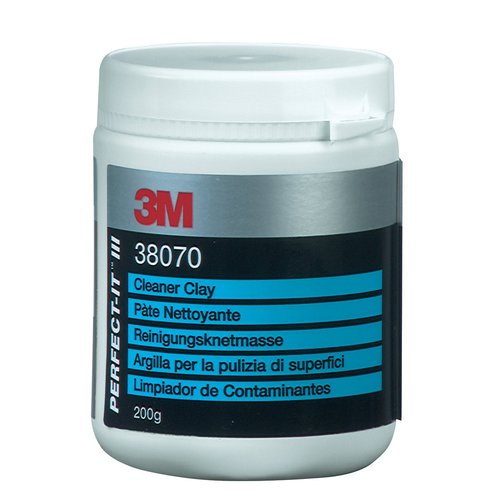 3M
38070
Cleaner Clay
Pâte Nettoyante
Reinigungsknetmasse
Argilla per la pulizia di superfici
Limpiador de Contaminantes
200g
PERFECT-IT™ III